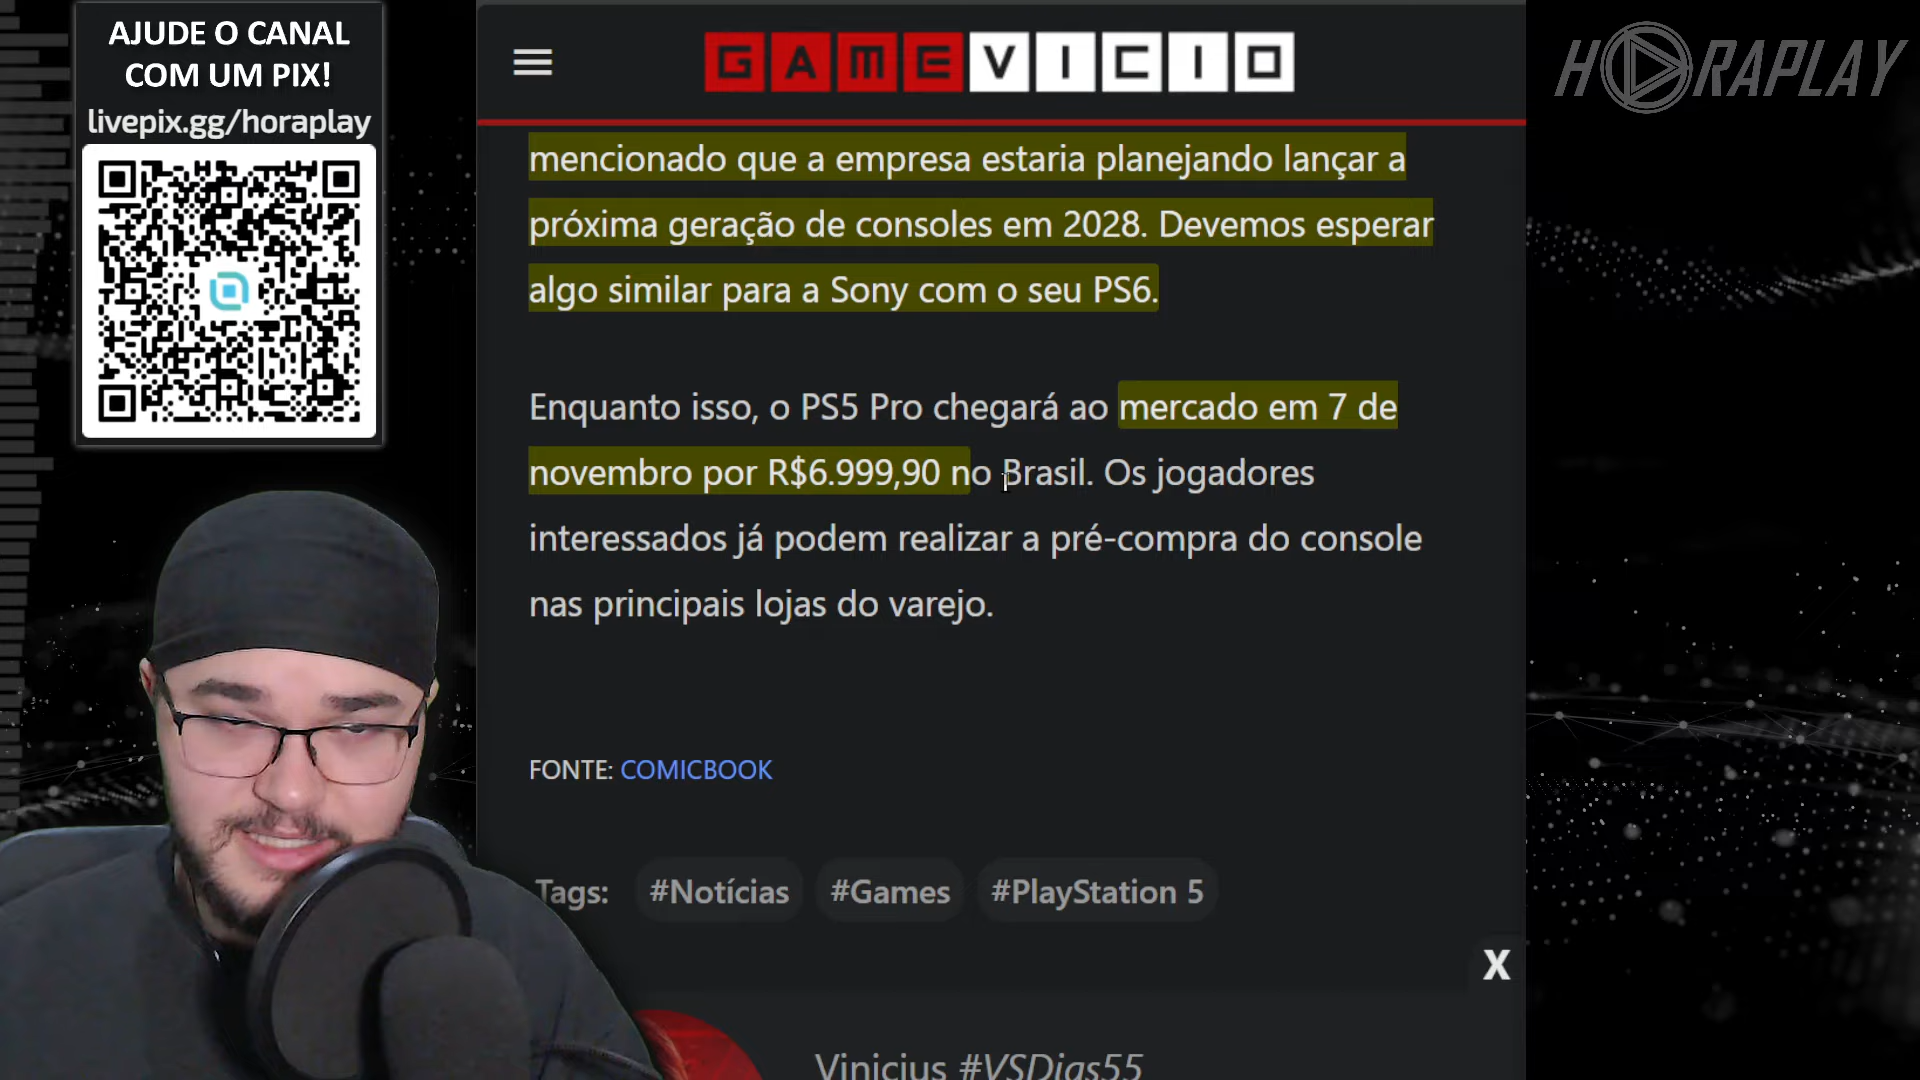 AJUDE O CANAL
COM UM PIX!
livepix.gg/horaplay
GAMEVICIO
HORAPLAY
mencionado que a empresa estaria planejando lançar a
próxima geração de consoles em 2028. Devemos esperar
algo similar para a Sony com o seu PS6.
Enquanto isso, o PS5 Pro chegará ao mercado em 7 de
novembro por R$6.999,90 no Brasil. Os jogadores
interessados já podem realizar a pré-compra do console
nas principais lojas do varejo.
FONTE: COMICBOOK
Tags: #Notícias #Games #PlayStation 5
X
Vinicius #VSDias55